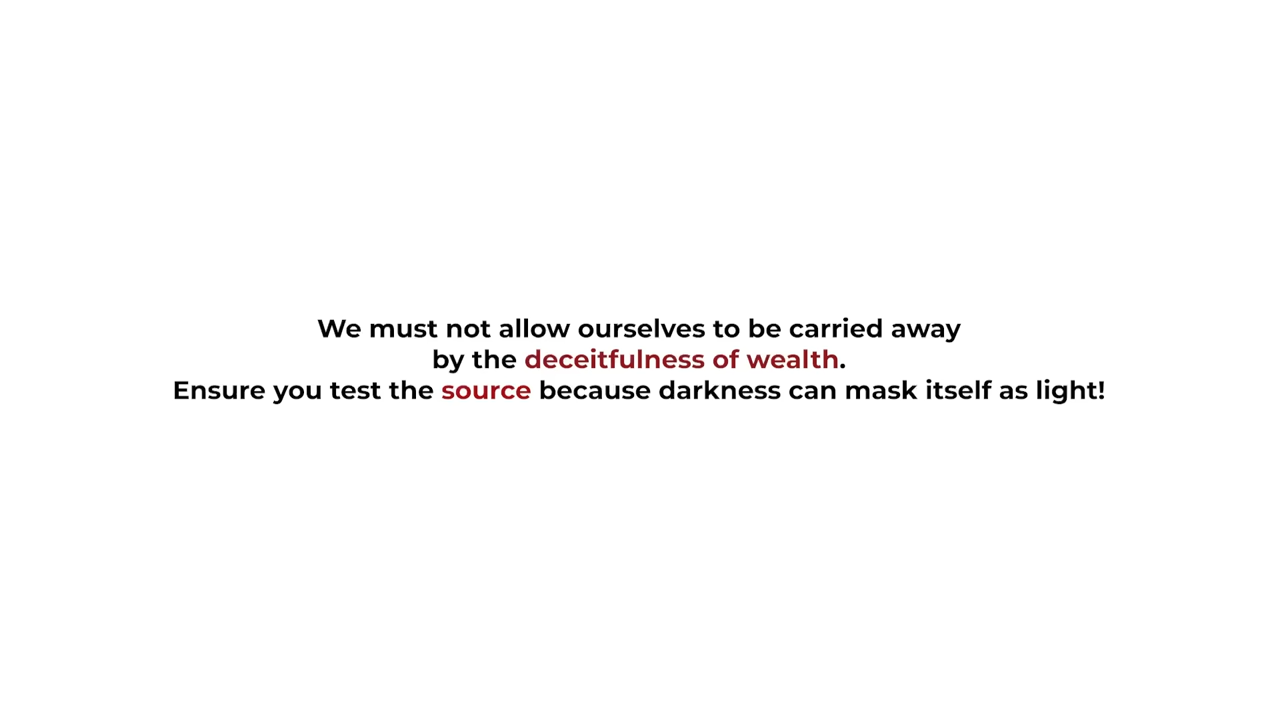 We must not allow ourselves to be carried away
by the deceitfulness of wealth.
Ensure you test the source because darkness can mask itself as light!